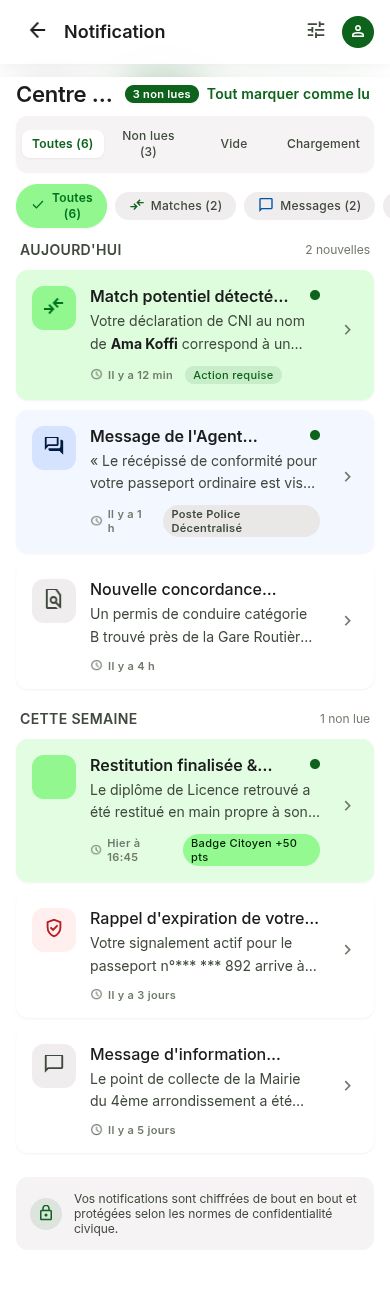 Notification
Centre ...
3 non lues
Tout marquer comme lu
Toutes (6)
Non lues
(3)
Vide
Chargement
Toutes
(6)
Matches (2)
Messages (2)
AUJOURD'HUI
2 nouvelles
Match potentiel détecté...
Votre déclaration de CNI au nom
de Ama Koffi correspond à un...
Il y a 12 min
Action requise
Message de l'Agent...
« Le récépissé de conformité pour
votre passeport ordinaire est vis...
Il y a 1
h
Poste Police
Décentralisé
Nouvelle concordance...
Un permis de conduire catégorie
B trouvé près de la Gare Routièr...
Il y a 4 h
CETTE SEMAINE
1 non lue
Restitution finalisée &...
Le diplôme de Licence retrouvé a
été restitué en main propre à son...
Hier à
16:45
Badge Citoyen +50
pts
Rappel d'expiration de votre...
Votre signalement actif pour le
passeport n°*** *** 892 arrive à...
Il y a 3 jours
Message d'information...
Le point de collecte de la Mairie
du 4ème arrondissement a été...
Il y a 5 jours
Vos notifications sont chiffrées de bout en bout et
protégées selon les normes de confidentialité
civique.